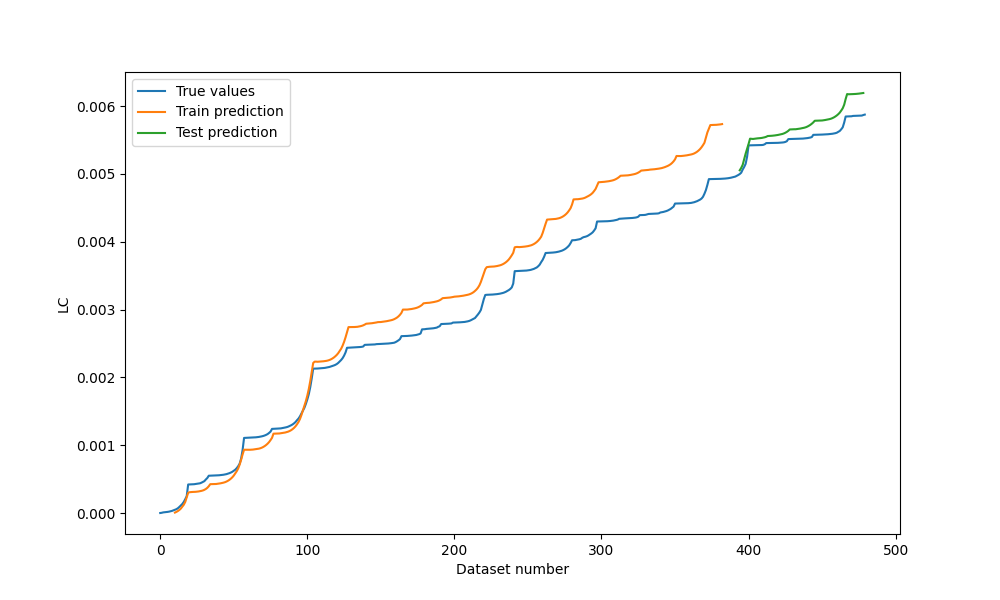 True values
Train prediction
Test prediction
0.006
0.005
0.004
0.003
0.002
0.001
0.000
LC
0
100
200
300
400
500
Dataset number